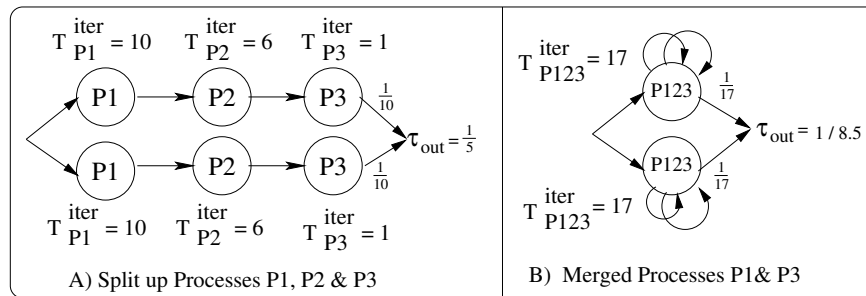 T iter P1 = 10 T iter P2 = 6 T iter P3 = 1
P1 P2 P3 1/10
τout = 1/5
P1 P2 P3 1/10
T iter P1 = 10 T iter P2 = 6 T iter P3 = 1
A) Split up Processes P1, P2 & P3
T iter P123 = 17
P123 1/17
τout = 1 / 8.5
P123 1/17
T iter P123 = 17
B) Merged Processes P1& P3